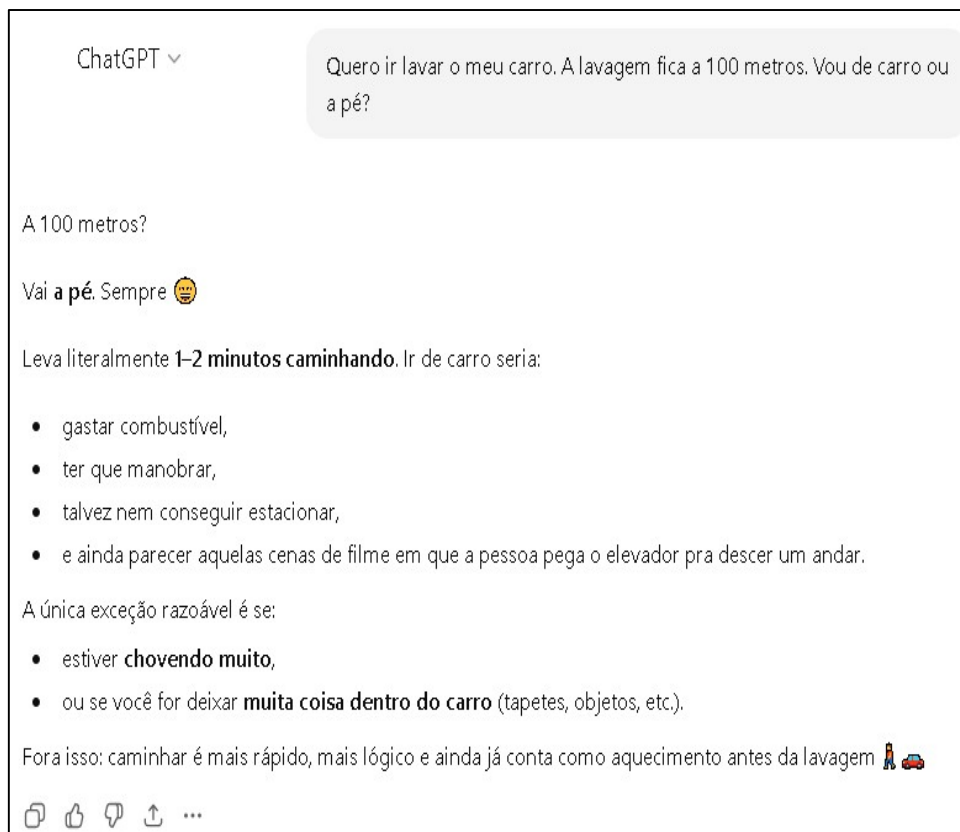 ChatGPT
Quero ir lavar o meu carro. A lavagem fica a 100 metros. Vou de carro ou
a pé?
A 100 metros?
Vai a pé. Sempre 😄
Leva literalmente 1–2 minutos caminhando. Ir de carro seria:
• gastar combustível,
• ter que manobrar,
• talvez nem conseguir estacionar,
• e ainda parecer aquelas cenas de filme em que a pessoa pega o elevador pra descer um andar.
A única exceção razoável é se:
• estiver chovendo muito,
• ou se você for deixar muita coisa dentro do carro (tapetes, objetos, etc.).
Fora isso: caminhar é mais rápido, mais lógico e ainda já conta como aquecimento antes da lavagem 🚶🚗